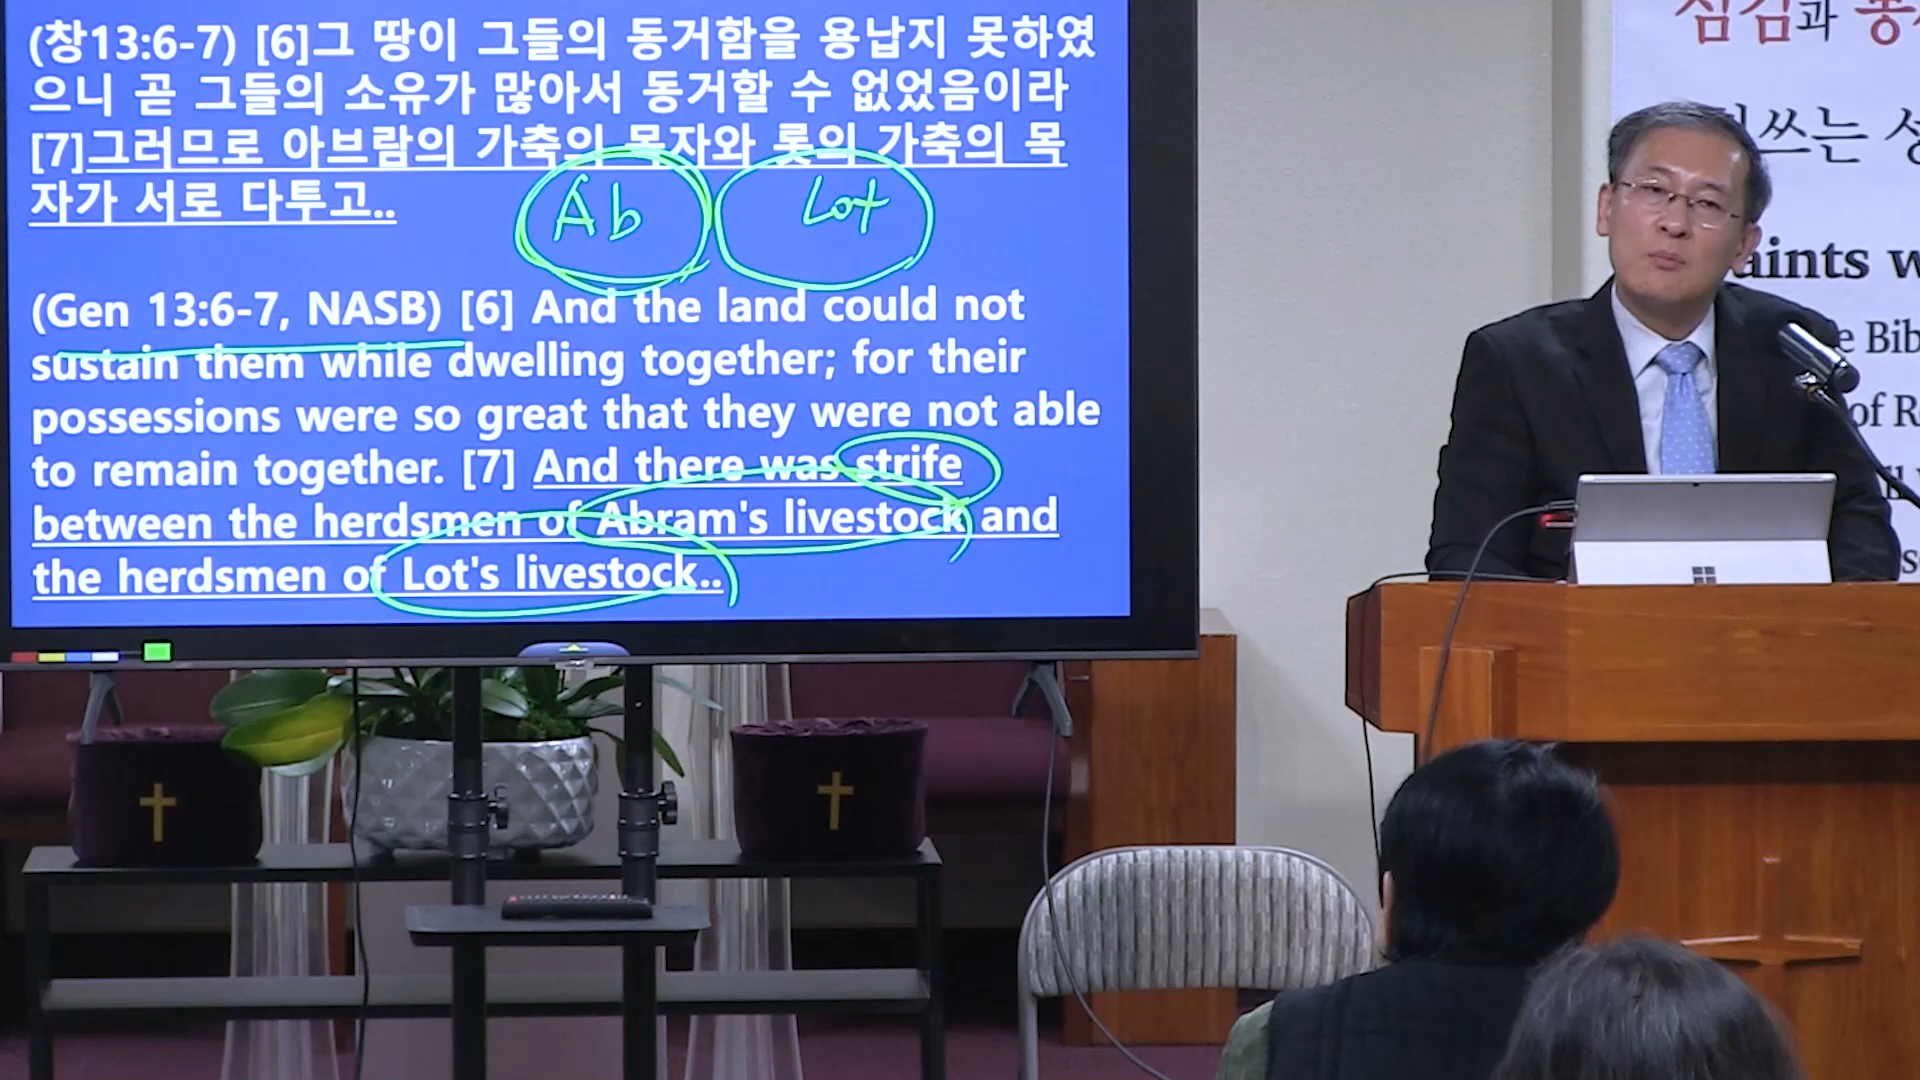 (창13:6-7) [6]그 땅이 그들의 동거함을 용납지 못하였
으니 곧 그들의 소유가 많아서 동거할 수 없었음이라
[7]그러므로 아브람의 가축의 목자와 롯의 가축의 목
자가 서로 다투고..
Ab
Lot
(Gen 13:6-7, NASB) [6] And the land could not
sustain them while dwelling together; for their
possessions were so great that they were not able
to remain together. [7] And there was strife
between the herdsmen of Abram's livestock and
the herdsmen of Lot's livestock..
섬김과
쓰는
of